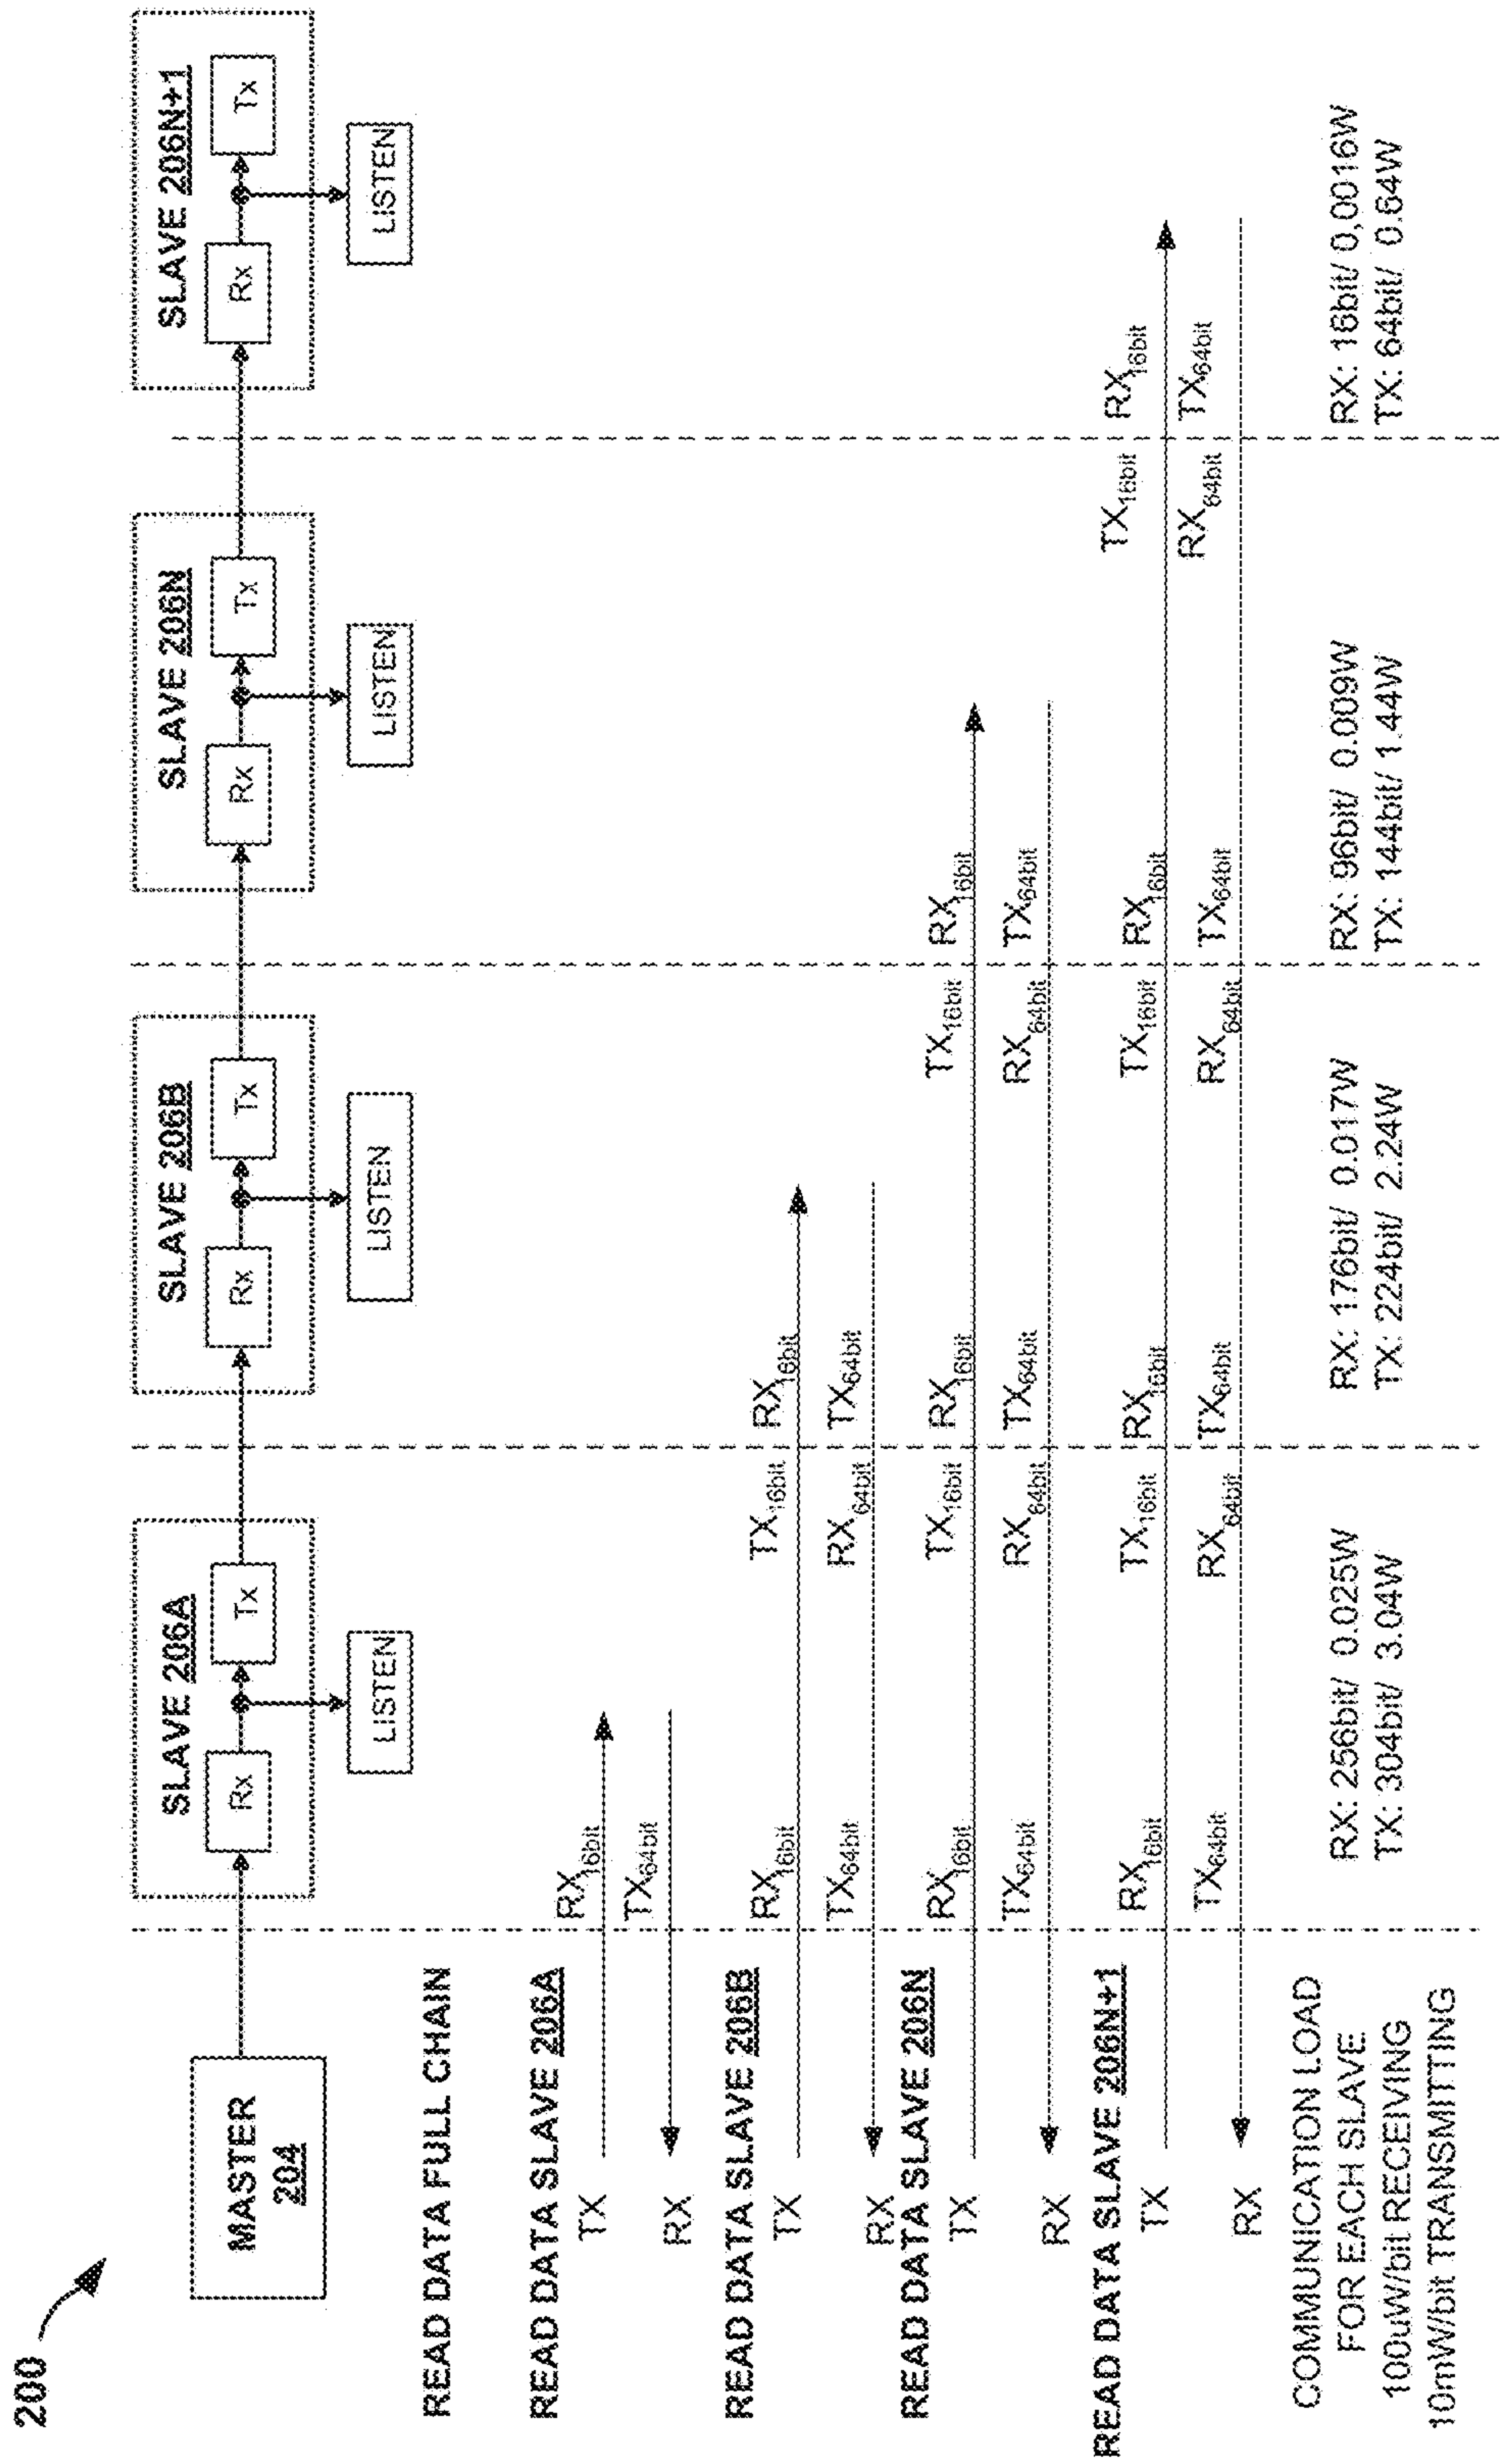 200
MASTER
204
SLAVE 206A
Rx
Tx
LISTEN
SLAVE 206B
Rx
Tx
LISTEN
SLAVE 206N
Rx
Tx
LISTEN
SLAVE 206N+1
Rx
Tx
LISTEN
READ DATA FULL CHAIN
READ DATA SLAVE 206A
TX RX16bit
RX TX64bit
READ DATA SLAVE 206B
TX RX16bit TX16bit RX16bit
RX TX64bit RX64bit TX64bit
READ DATA SLAVE 206N
TX RX16bit TX16bit RX16bit TX16bit RX16bit
RX TX64bit RX64bit TX64bit RX64bit TX64bit
READ DATA SLAVE 206N+1
TX RX16bit TX16bit RX16bit TX16bit RX16bit TX16bit RX16bit
RX TX64bit RX64bit TX64bit RX64bit TX64bit RX64bit TX64bit
COMMUNICATION LOAD
FOR EACH SLAVE:
100uW/bit RECEIVING
10mW/bit TRANSMITTING
RX: 256bit/ 0.025W
TX: 304bit/ 3.04W
RX: 176bit/ 0.017W
TX: 224bit/ 2.24W
RX: 96bit/ 0.009W
TX: 144bit/ 1.44W
RX: 16bit/ 0,0016W
TX: 64bit/ 0.64W